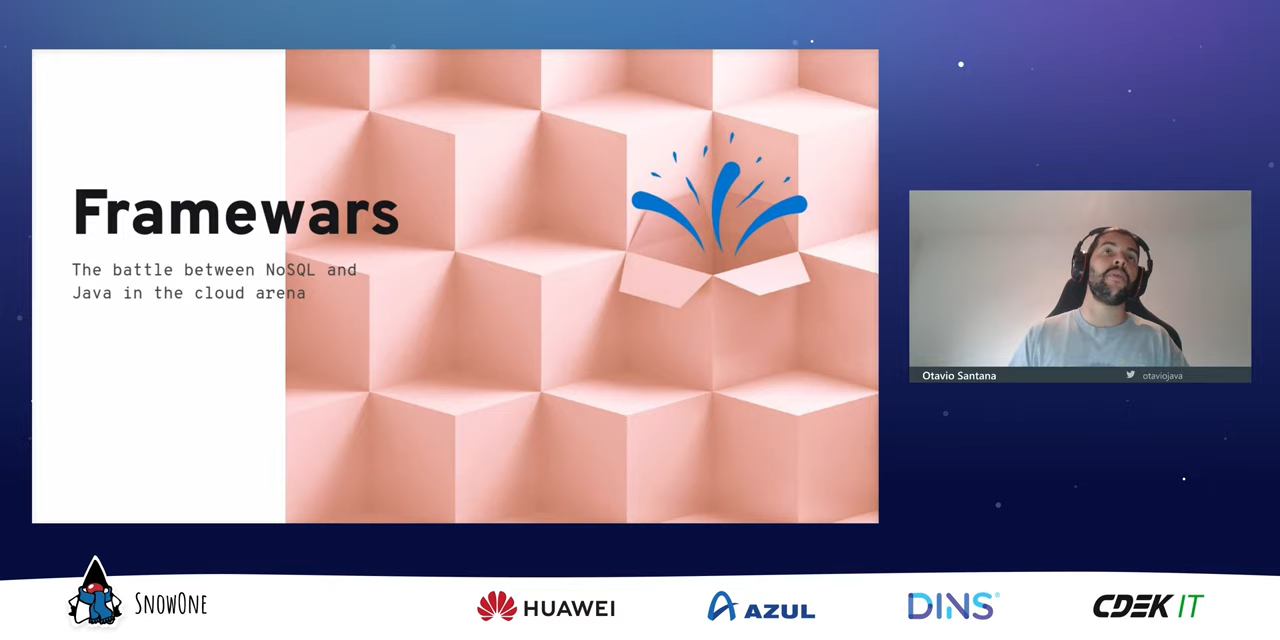 Framewars
The battle between NoSQL and
Java in the cloud arena
Otavio Santana
otaviojava
SnowOne
HUAWEI
AZUL
DINS
CDEK IT